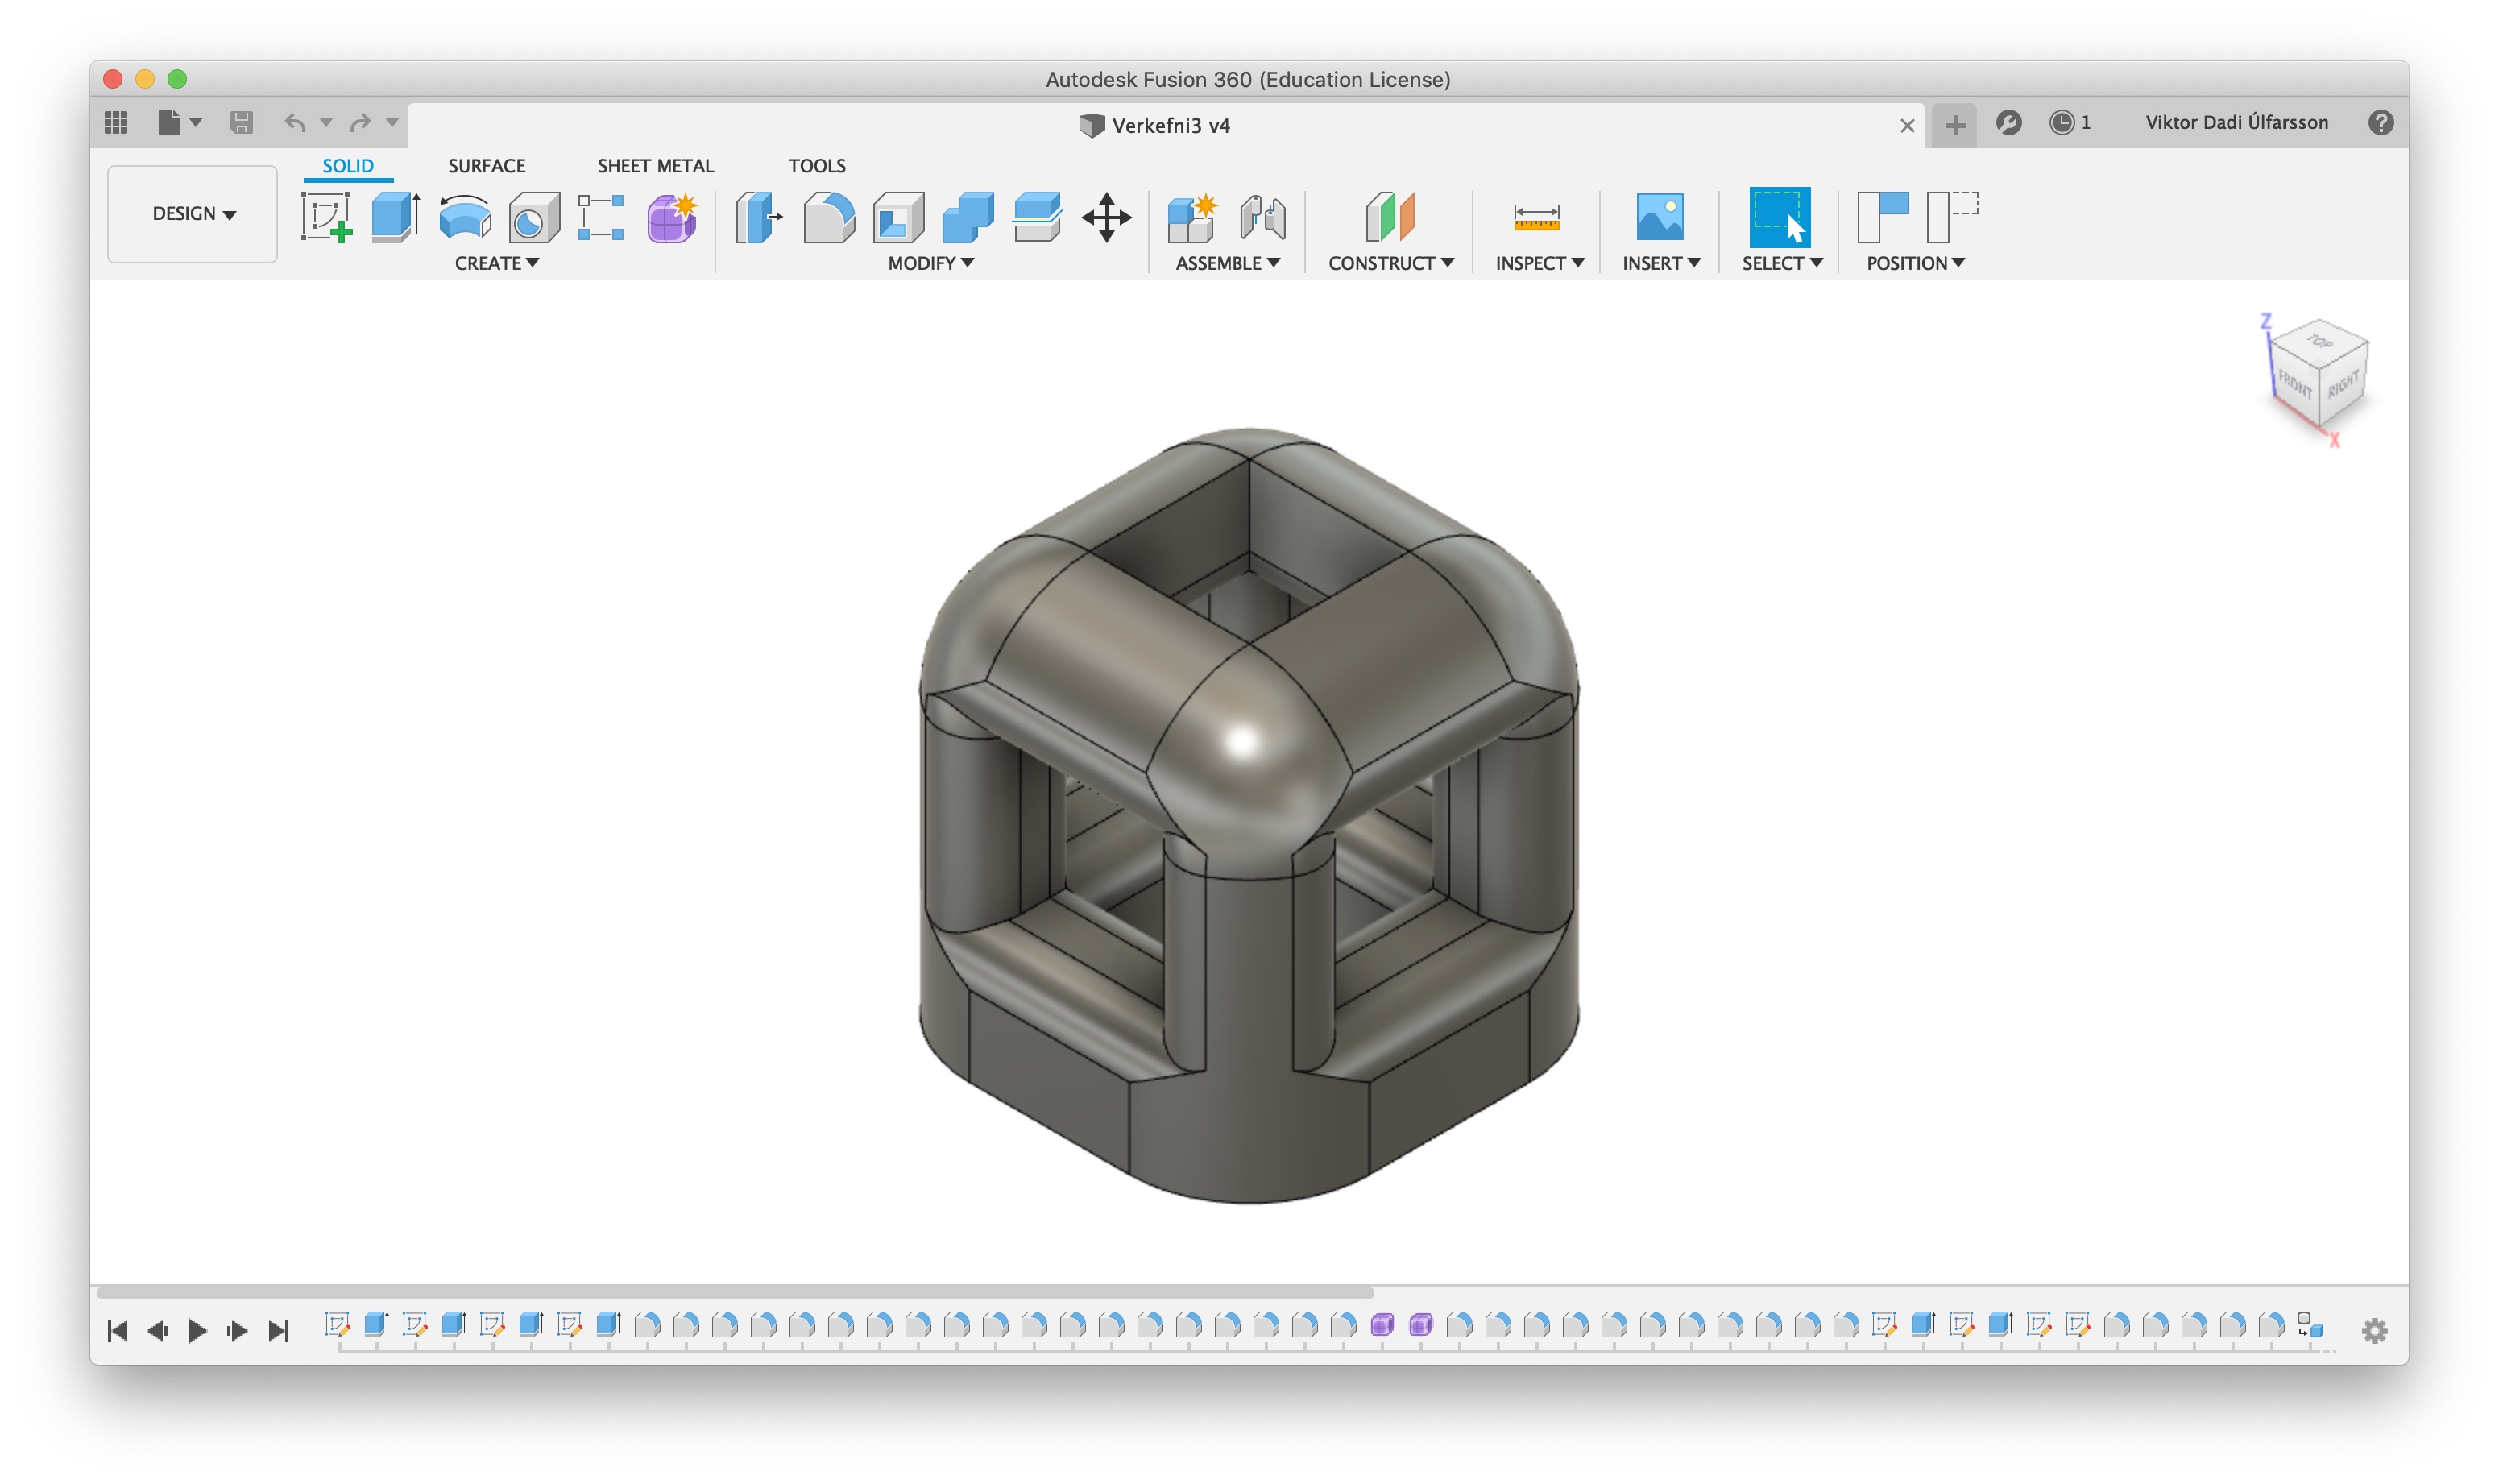 Autodesk Fusion 360 (Education License)
Verkefni3 v4
1
Viktor Dadi Úlfarsson
DESIGN
SOLID
SURFACE
SHEET METAL
TOOLS
CREATE
MODIFY
ASSEMBLE
CONSTRUCT
INSPECT
INSERT
SELECT
POSITION
Z
TOP
FRONT
RIGHT
X